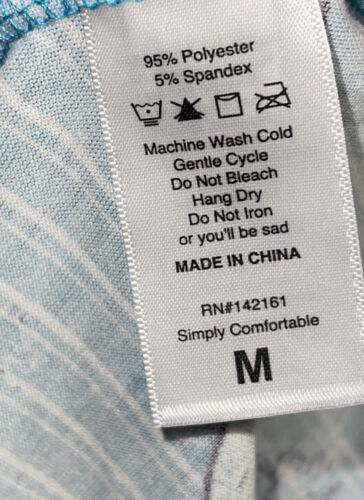 95% Polyester
5% Spandex
Machine Wash Cold
Gentle Cycle
Do Not Bleach
Hang Dry
Do Not Iron
or you'll be sad
MADE IN CHINA
RN#142161
Simply Comfortable
M